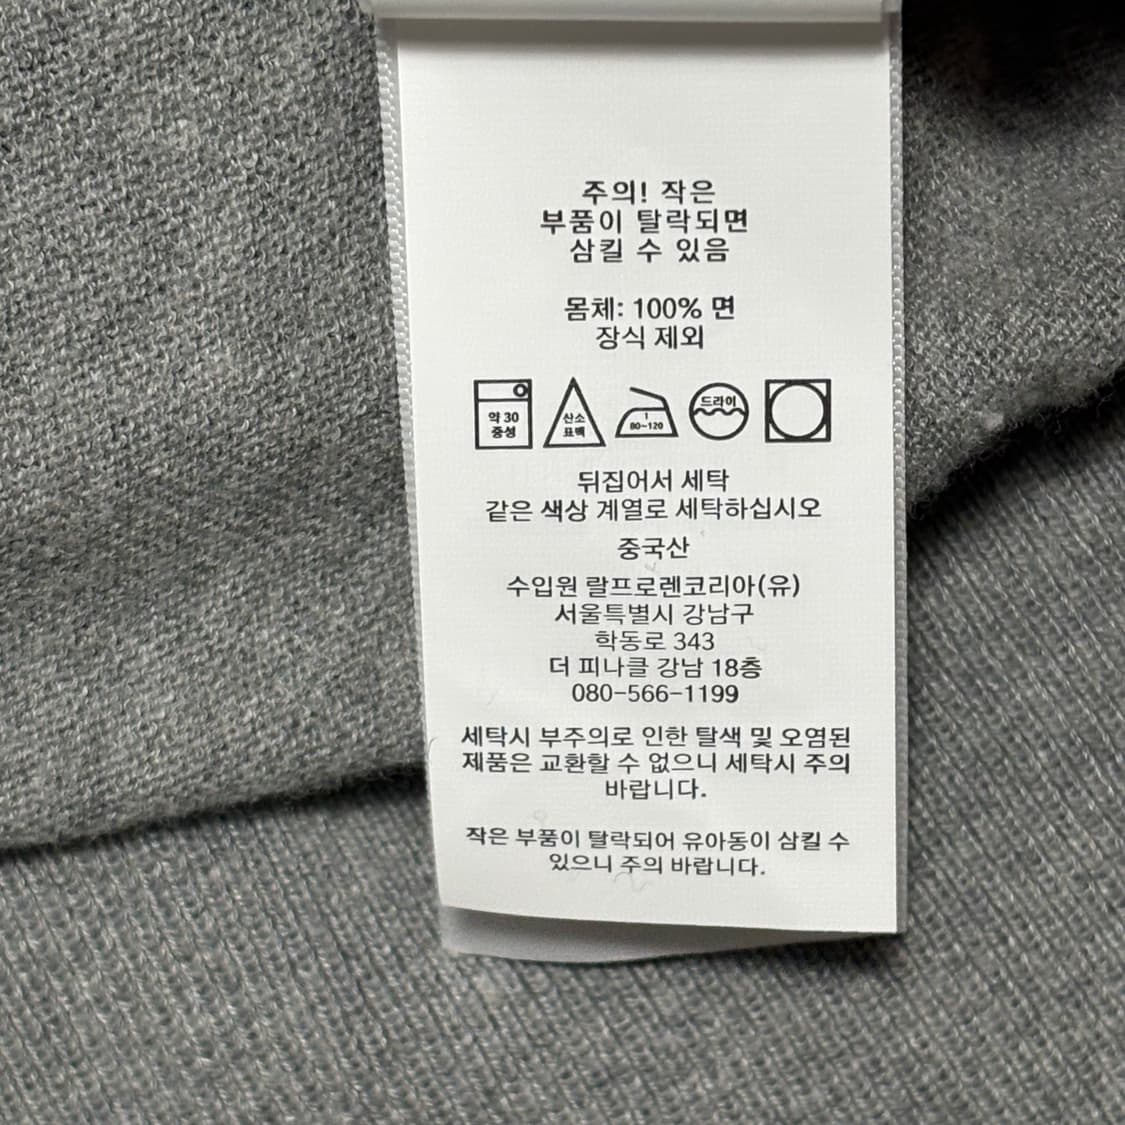 주의! 작은
부품이 탈락되면
삼킬 수 있음
몸체: 100% 면
장식 제외
약 30
중성
산소
표백
1
80~120
드라이
뒤집어서 세탁
같은 색상 계열로 세탁하십시오
중국산
수입원 랄프로렌코리아(유)
서울특별시 강남구
학동로 343
더 피나클 강남 18층
080-566-1199
세탁시 부주의로 인한 탈색 및 오염된
제품은 교환할 수 없으니 세탁시 주의
바랍니다.
작은 부품이 탈락되어 유아동이 삼킬 수
있으니 주의 바랍니다.